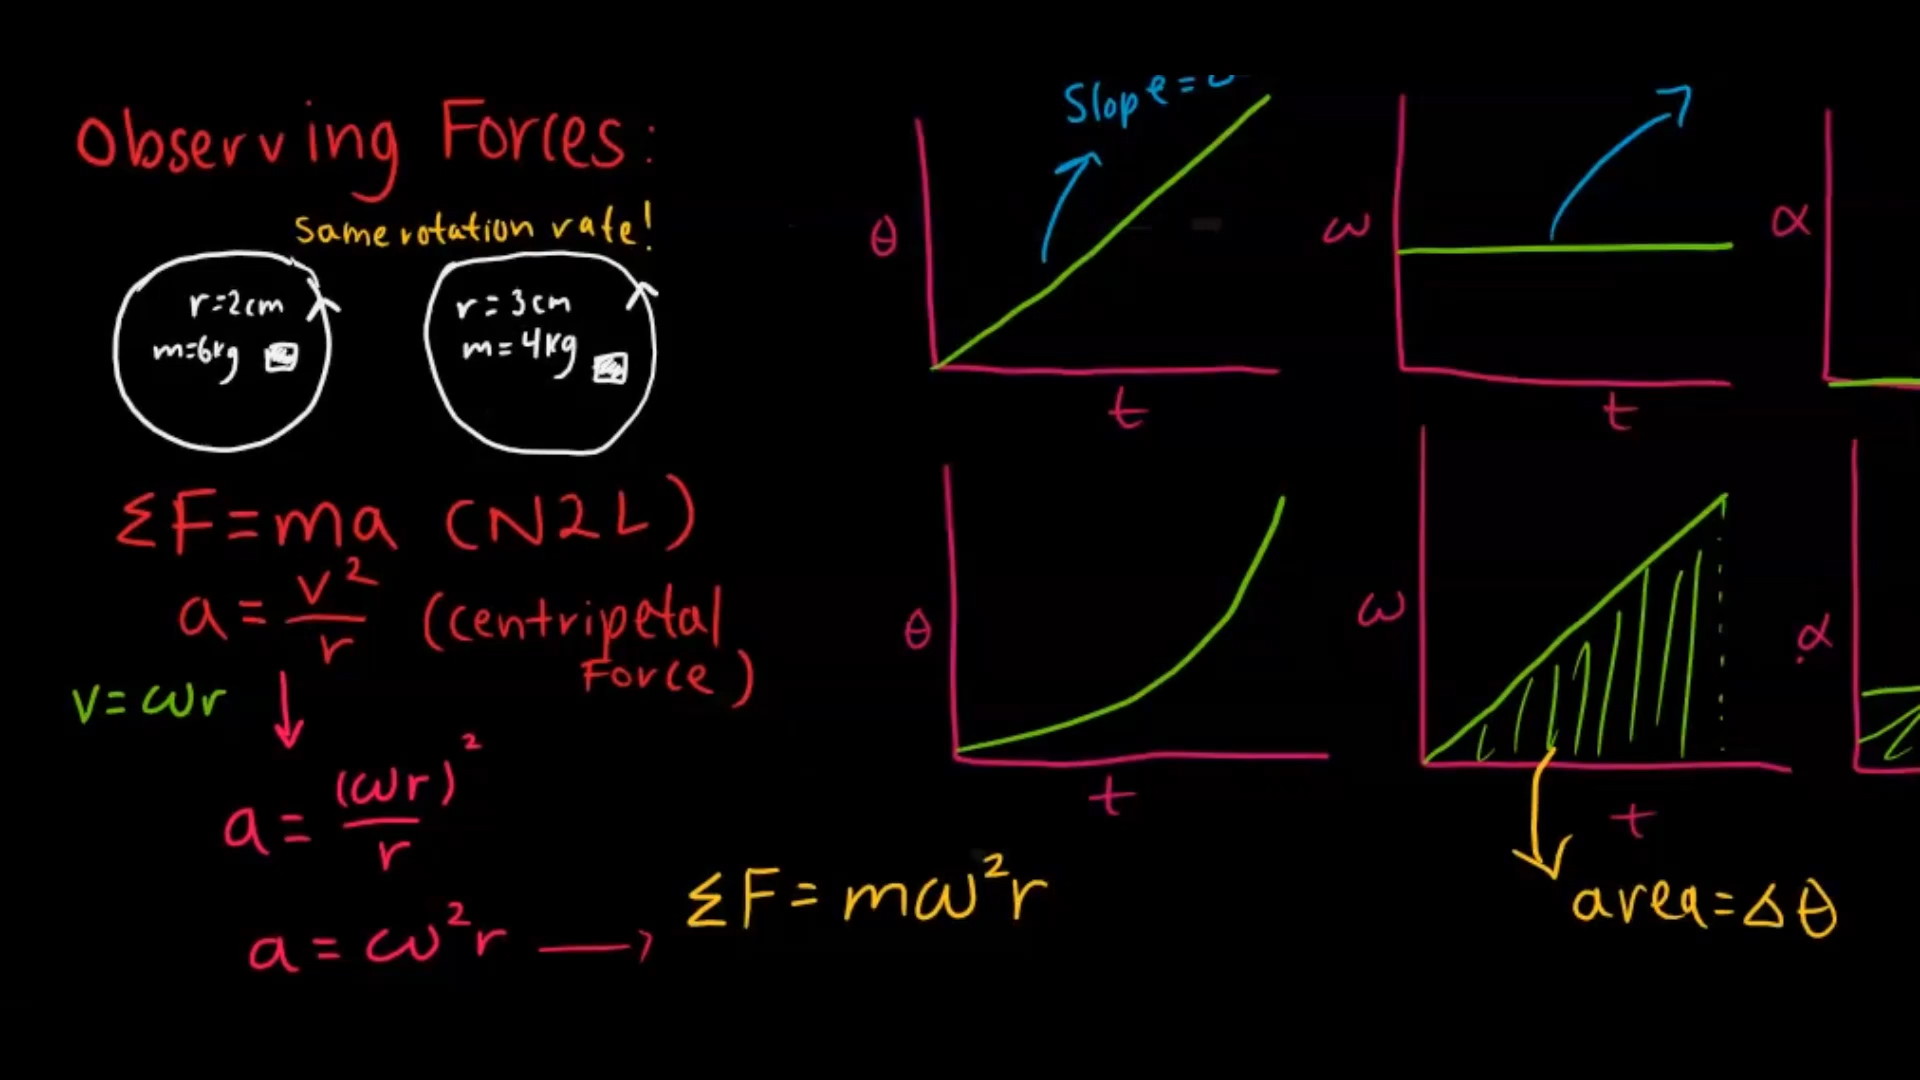 Observing Forces:
same rotation rate!
r=2cm
m=6kg
r=3cm
m=4kg
ΣF=ma (N2L)
a=v²/r (centripetal
Force)
v=ωr
a=(ωr)²/r
a=ω²r
ΣF=mω²r
Slope=
θ
t
ω
t
α
θ
t
ω
t
α
area=Δθ